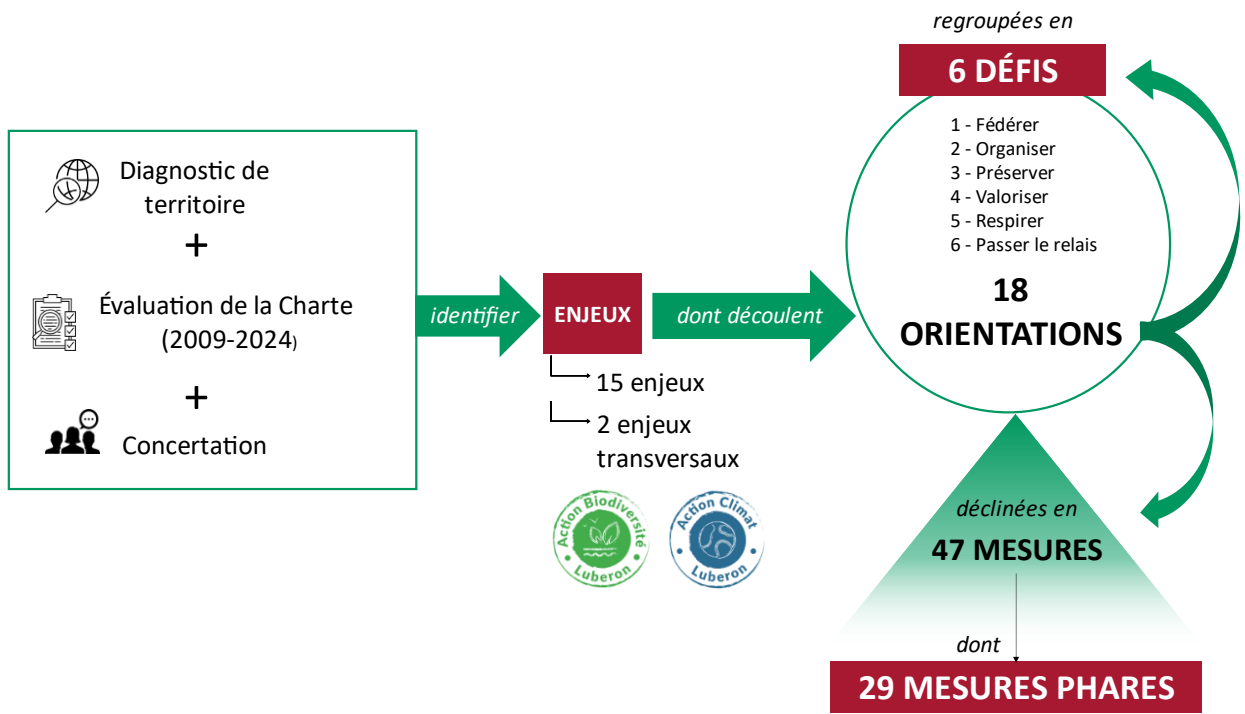 Diagnostic de
territoire
+
Évaluation de la Charte
(2009-2024)
+
Concertation
identifier
ENJEUX
15 enjeux
2 enjeux
transversaux
Action Biodiversité
• Luberon •
Action Climat
• Luberon •
dont découlent
regroupées en
6 DÉFIS
1 - Fédérer
2 - Organiser
3 - Préserver
4 - Valoriser
5 - Respirer
6 - Passer le relais
18
ORIENTATIONS
déclinées en
47 MESURES
dont
29 MESURES PHARES